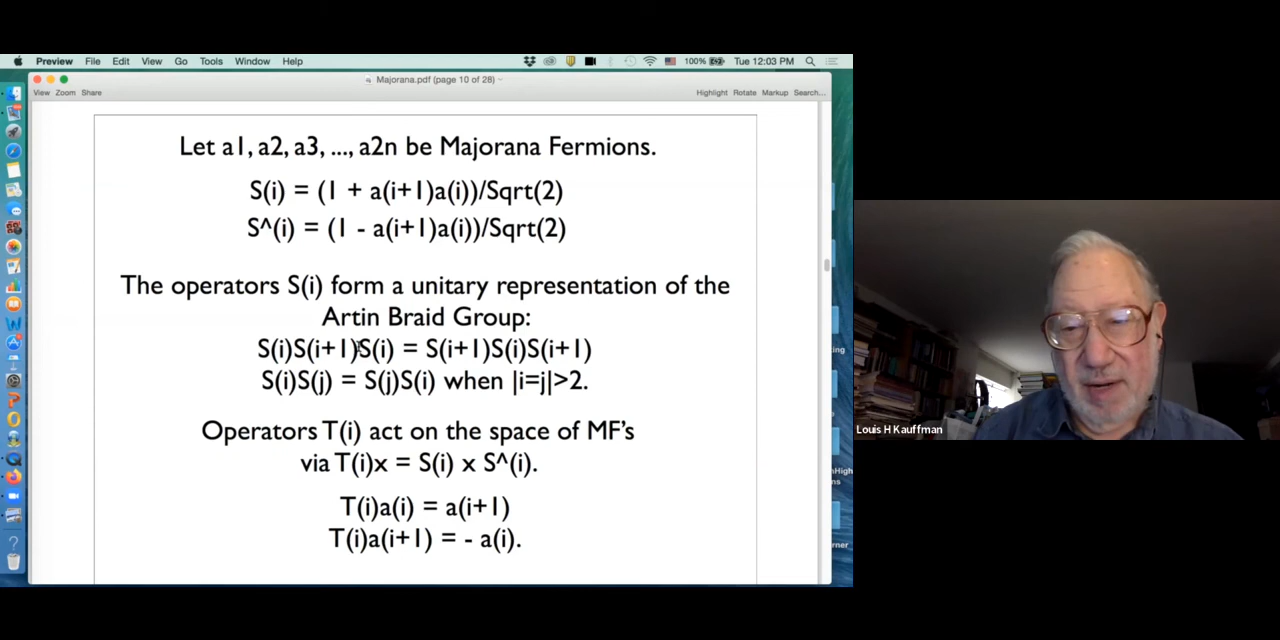 Preview File Edit View Go Tools Window Help 100% Tue 12:03 PM
Majorana.pdf (page 10 of 28)
View Zoom Share Highlight Rotate Markup Search...
Let a1, a2, a3, ..., a2n be Majorana Fermions.
S(i) = (1 + a(i+1)a(i))/Sqrt(2)
S^(i) = (1 - a(i+1)a(i))/Sqrt(2)
The operators S(i) form a unitary representation of the
Artin Braid Group:
S(i)S(i+1)S(i) = S(i+1)S(i)S(i+1)
S(i)S(j) = S(j)S(i) when |i=j|>2.
Operators T(i) act on the space of MF's
via T(i)x = S(i) x S^(i).
T(i)a(i) = a(i+1)
T(i)a(i+1) = - a(i).
Louis H Kauffman